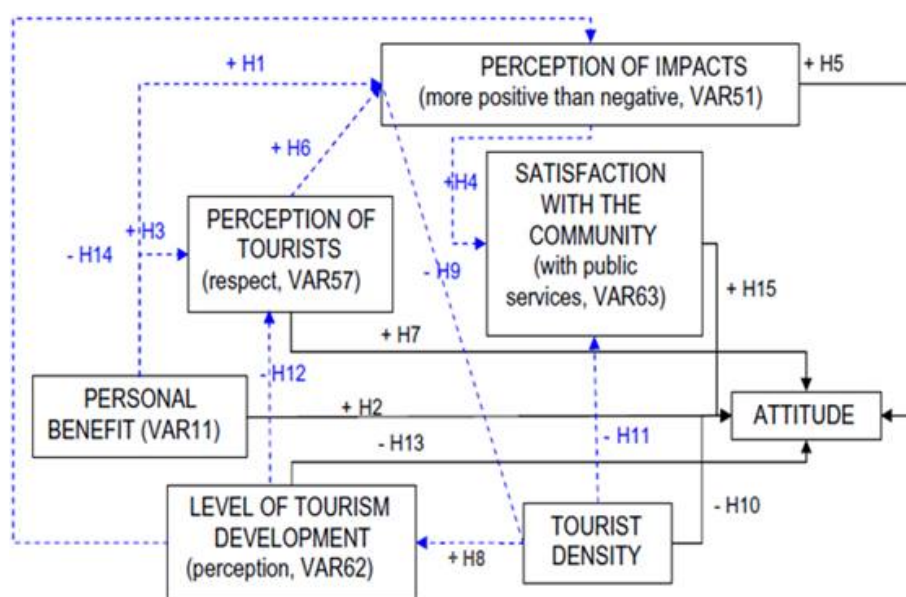 PERCEPTION OF IMPACTS
(more positive than negative, VAR51)
+ H5
+ H1
+ H6
+H4
SATISFACTION
WITH THE
COMMUNITY
(with public
services, VAR63)
PERCEPTION OF
TOURISTS
(respect, VAR57)
+ H3
- H14
- H9
+ H15
+ H7
- H12
PERSONAL
BENEFIT (VAR11)
+ H2
ATTITUDE
- H11
- H13
LEVEL OF TOURISM
DEVELOPMENT
(perception, VAR62)
+ H8
TOURIST
DENSITY
- H10